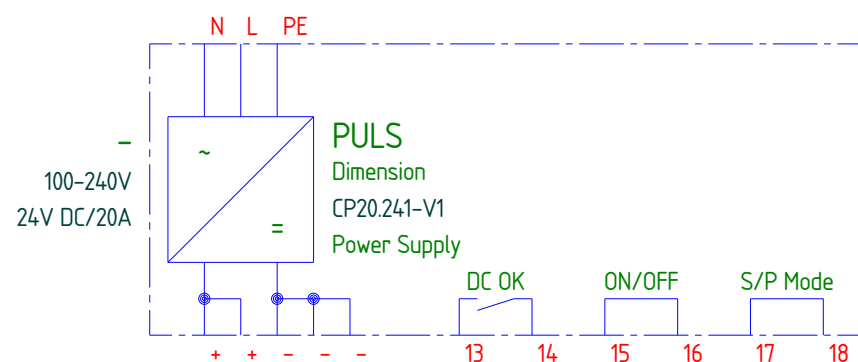 N L PE
–
100-240V
24V DC/20A
~
=
PULS
Dimension
CP20.241-V1
Power Supply
DC OK ON/OFF S/P Mode
+ + – – – 13 14 15 16 17 18